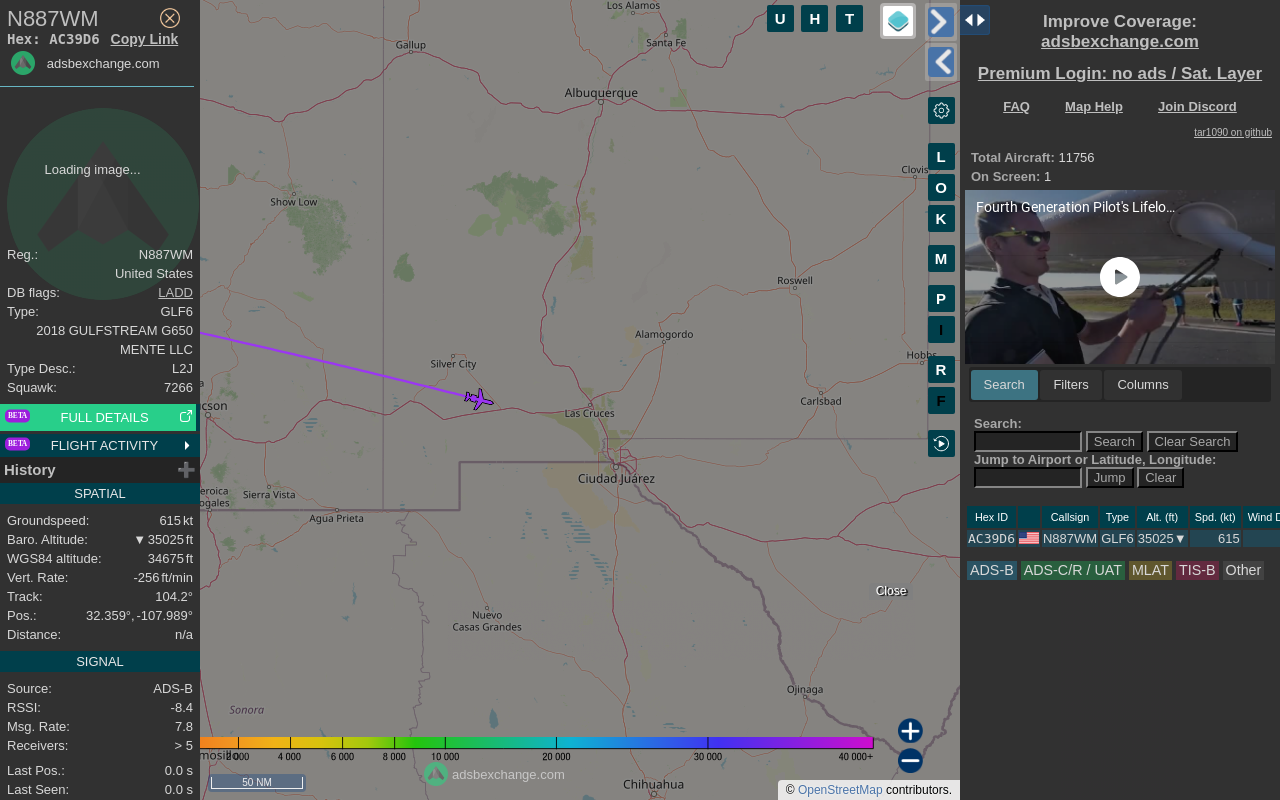 N887WM
Hex: AC39D6 Copy Link
adsbexchange.com
Loading image...
Reg.: N887WM
United States
DB flags: LADD
Type: GLF6
2018 GULFSTREAM G650
MENTE LLC
Type Desc.: L2J
Squawk: 7266
BETA FULL DETAILS
BETA FLIGHT ACTIVITY
History
SPATIAL
Groundspeed: 615 kt
Baro. Altitude: ▼ 35025 ft
WGS84 altitude: 34675 ft
Vert. Rate: -256 ft/min
Track: 104.2°
Pos.: 32.359°, -107.989°
Distance: n/a
SIGNAL
Source: ADS-B
RSSI: -8.4
Msg. Rate: 7.8
Receivers: > 5
Last Pos.: 0.0 s
Last Seen: 0.0 s
Los Alamos
Gallup
Santa Fe
Albuquerque
Clovis
Show Low
Roswell
Alamogordo
Silver City
Hobbs
Carlsbad
Las Cruces
Ciudad Juárez
Sierra Vista
Agua Prieta
Nuevo
Casas Grandes
Ojinaga
Sonora
Chihuahua
U H T
L
O
K
M
P
I
R
F
Close
2 000 4 000 6 000 8 000 10 000 20 000 30 000 40 000+
adsbexchange.com
50 NM
© OpenStreetMap contributors.
Improve Coverage:
adsbexchange.com
Premium Login: no ads / Sat. Layer
FAQ Map Help Join Discord
tar1090 on github
Total Aircraft: 11756
On Screen: 1
Fourth Generation Pilot's Lifelo...
Search Filters Columns
Search:
Search Clear Search
Jump to Airport or Latitude, Longitude:
Jump Clear
Hex ID Callsign Type Alt. (ft) Spd. (kt) Wind D
AC39D6 N887WM GLF6 35025▼ 615
ADS-B ADS-C/R / UAT MLAT TIS-B Other